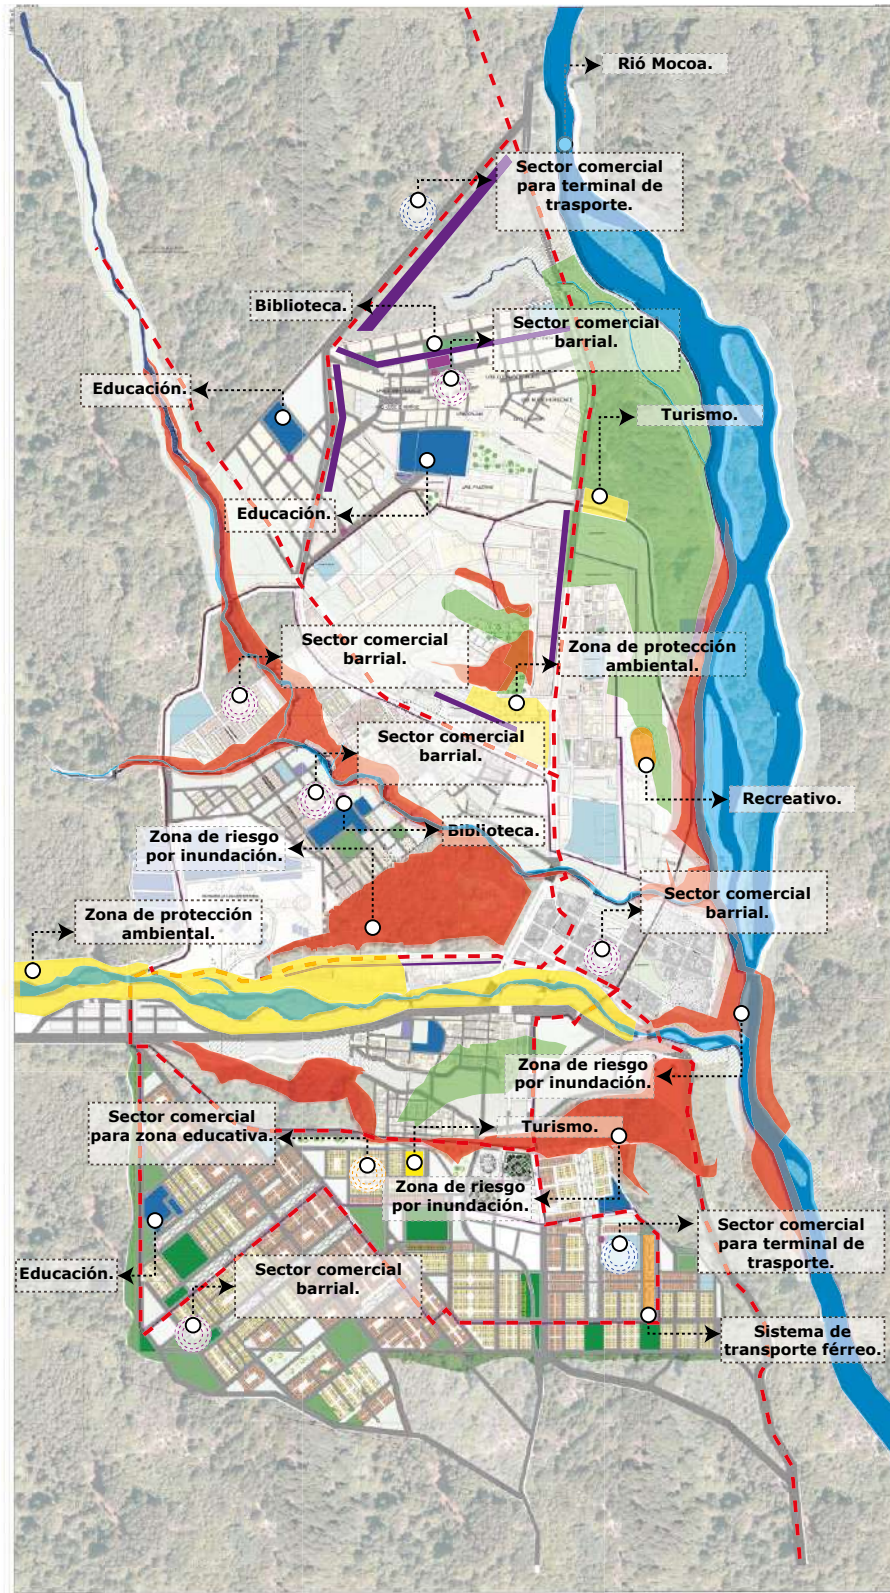 Rió Mocoa.
Sector comercial
para terminal de
trasporte.
Biblioteca.
Sector comercial
barrial.
Educación.
Turismo.
Educación.
Sector comercial
barrial.
Zona de protección
ambiental.
Sector comercial
barrial.
Recreativo.
Biblioteca.
Zona de riesgo
por inundación.
Sector comercial
barrial.
Zona de protección
ambiental.
Zona de riesgo
por inundación.
Sector comercial
para zona educativa.
Turismo.
Zona de riesgo
por inundación.
Sector comercial
para terminal de
trasporte.
Educación.
Sector comercial
barrial.
Sistema de
transporte férreo.